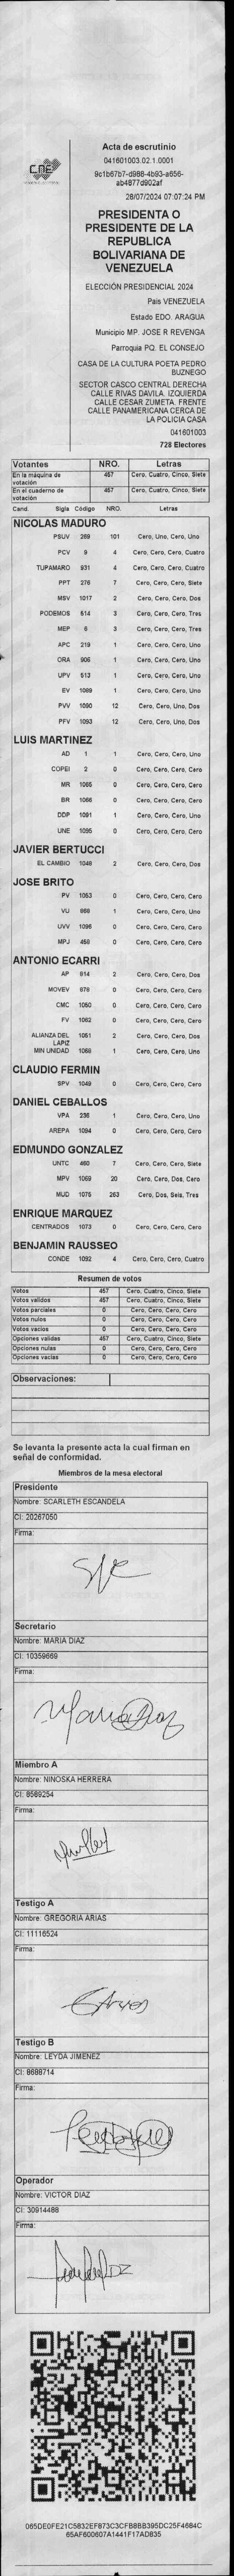 CNE
Acta de escrutinio
041601003.02.1.0001
9c1b67b7-d988-4b93-a656-
ab4877d902af
28/07/2024 07:07:24 PM
PRESIDENTA O
PRESIDENTE DE LA
REPUBLICA
BOLIVARIANA DE
VENEZUELA
ELECCIÓN PRESIDENCIAL 2024
Pais VENEZUELA
Estado EDO. ARAGUA
Municipio MP. JOSE R REVENGA
Parroquia PQ. EL CONSEJO
CASA DE LA CULTURA POETA PEDRO
BUZNEGO
SECTOR CASCO CENTRAL DERECHA
CALLE RIVAS DAVILA. IZQUIERDA
CALLE CESAR ZUMETA. FRENTE
CALLE PANAMERICANA CERCA DE
LA POLICIA CASA
041601003
728 Electores
Votantes NRO. Letras
En la máquina de votación 457 Cero, Cuatro, Cinco, Siete
En el cuaderno de votación 457 Cero, Cuatro, Cinco, Siete
Cand. Sigla Código NRO. Letras
NICOLAS MADURO
PSUV 269 101 Cero, Uno, Cero, Uno
PCV 9 4 Cero, Cero, Cero, Cuatro
TUPAMARO 931 4 Cero, Cero, Cero, Cuatro
PPT 276 7 Cero, Cero, Cero, Siete
MSV 1017 2 Cero, Cero, Cero, Dos
PODEMOS 514 3 Cero, Cero, Cero, Tres
MEP 6 3 Cero, Cero, Cero, Tres
APC 219 1 Cero, Cero, Cero, Uno
ORA 906 1 Cero, Cero, Cero, Uno
UPV 513 1 Cero, Cero, Cero, Uno
EV 1089 1 Cero, Cero, Cero, Uno
PVV 1090 12 Cero, Cero, Uno, Dos
PFV 1093 12 Cero, Cero, Uno, Dos
LUIS MARTINEZ
AD 1 1 Cero, Cero, Cero, Uno
COPEI 2 0 Cero, Cero, Cero, Cero
MR 1065 0 Cero, Cero, Cero, Cero
BR 1066 0 Cero, Cero, Cero, Cero
DDP 1091 1 Cero, Cero, Cero, Uno
UNE 1095 0 Cero, Cero, Cero, Cero
JAVIER BERTUCCI
EL CAMBIO 1048 2 Cero, Cero, Cero, Dos
JOSE BRITO
PV 1053 0 Cero, Cero, Cero, Cero
VU 868 1 Cero, Cero, Cero, Uno
UVV 1096 0 Cero, Cero, Cero, Cero
MPJ 458 0 Cero, Cero, Cero, Cero
ANTONIO ECARRI
AP 814 2 Cero, Cero, Cero, Dos
MOVEV 878 0 Cero, Cero, Cero, Cero
CMC 1050 0 Cero, Cero, Cero, Cero
FV 1062 0 Cero, Cero, Cero, Cero
ALIANZA DEL LAPIZ 1051 2 Cero, Cero, Cero, Dos
MIN UNIDAD 1068 1 Cero, Cero, Cero, Uno
CLAUDIO FERMIN
SPV 1049 0 Cero, Cero, Cero, Cero
DANIEL CEBALLOS
VPA 236 1 Cero, Cero, Cero, Uno
AREPA 1094 0 Cero, Cero, Cero, Cero
EDMUNDO GONZALEZ
UNTC 460 7 Cero, Cero, Cero, Siete
MPV 1069 20 Cero, Cero, Dos, Cero
MUD 1075 263 Cero, Dos, Seis, Tres
ENRIQUE MARQUEZ
CENTRADOS 1073 0 Cero, Cero, Cero, Cero
BENJAMIN RAUSSEO
CONDE 1092 4 Cero, Cero, Cero, Cuatro
Resumen de votos
Votos 457 Cero, Cuatro, Cinco, Siete
Votos validos 457 Cero, Cuatro, Cinco, Siete
Votos parciales 0 Cero, Cero, Cero, Cero
Votos nulos 0 Cero, Cero, Cero, Cero
Votos vacios 0 Cero, Cero, Cero, Cero
Opciones validas 457 Cero, Cuatro, Cinco, Siete
Opciones nulas 0 Cero, Cero, Cero, Cero
Opciones vacias 0 Cero, Cero, Cero, Cero
Observaciones:
Se levanta la presente acta la cual firman en
señal de conformidad.
Miembros de la mesa electoral
Presidente
Nombre: SCARLETH ESCANDELA
CI: 20267050
Firma:
Secretario
Nombre: MARIA DIAZ
CI: 10359669
Firma:
Maria Diaz
Miembro A
Nombre: NINOSKA HERRERA
CI: 8589254
Firma:
Testigo A
Nombre: GREGORIA ARIAS
CI: 11116524
Firma:
Testigo B
Nombre: LEYDA JIMENEZ
CI: 8688714
Firma:
Operador
Nombre: VICTOR DIAZ
CI: 30914488
Firma:
065DE0FE21C5832EF873C3CFB8BB395DC25F4684C
65AF600607A1441F17AD835